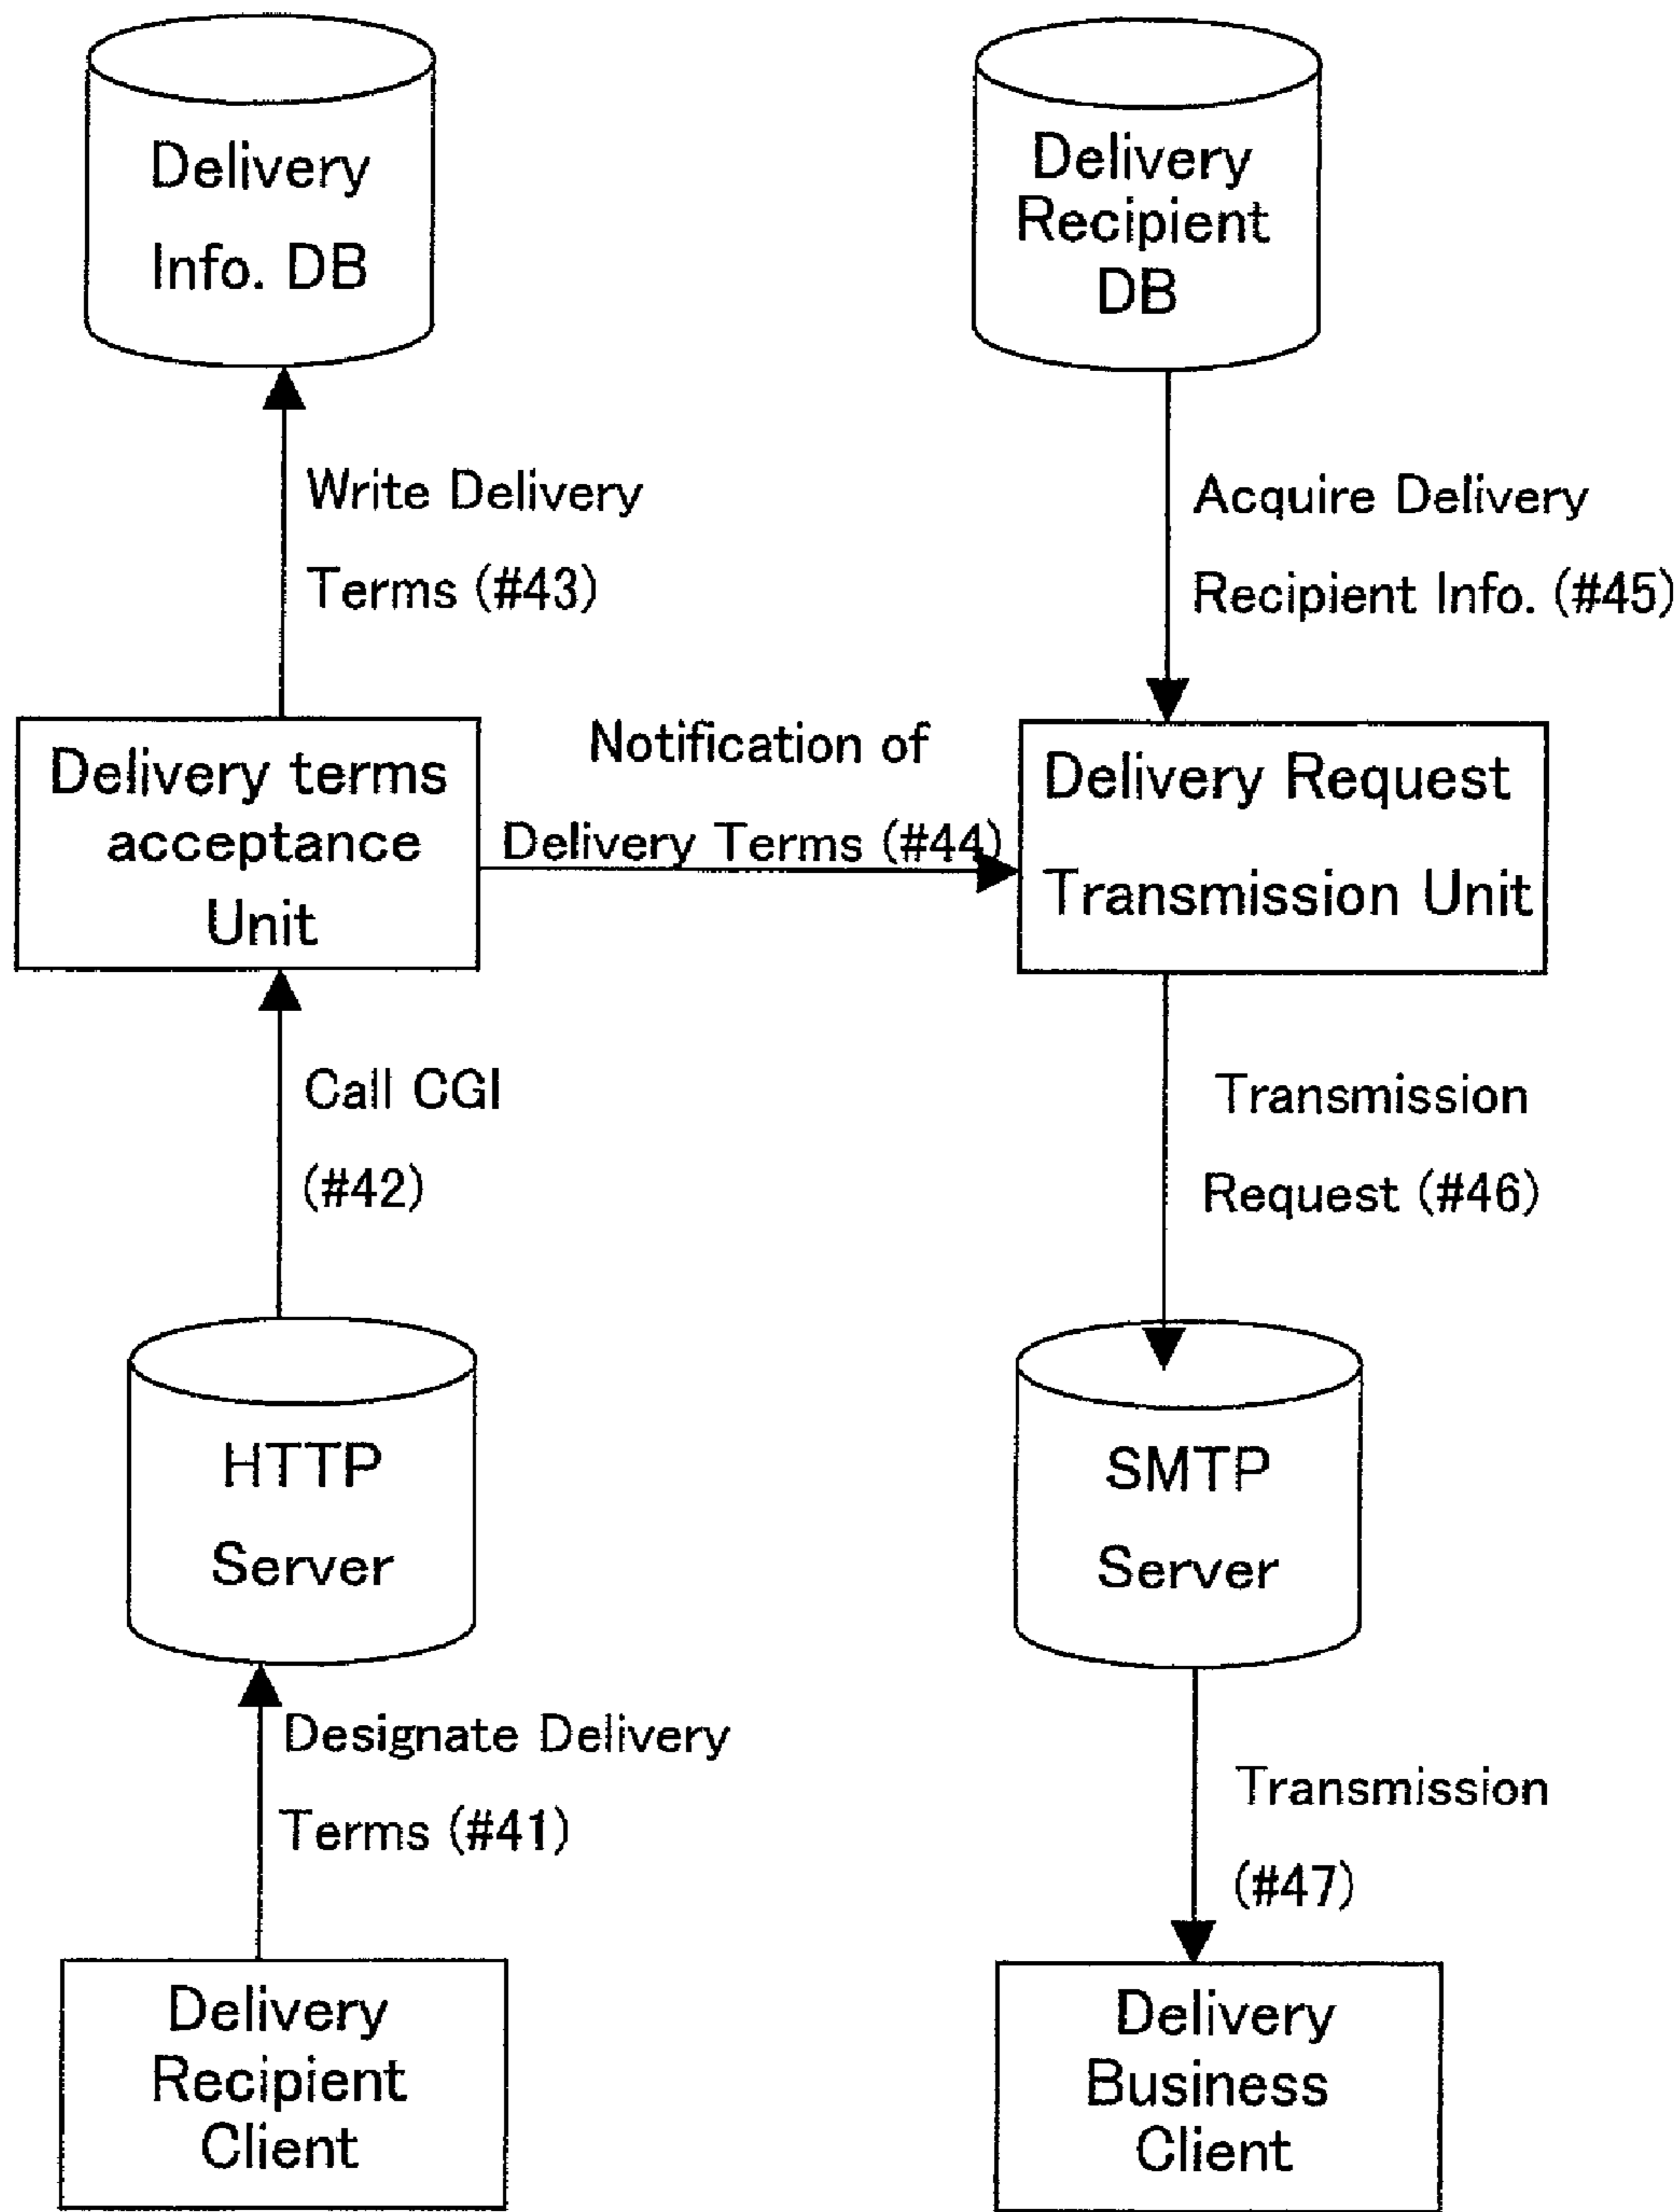 Delivery
Info. DB
Delivery
Recipient
DB
Write Delivery
Terms (#43)
Acquire Delivery
Recipient Info. (#45)
Delivery terms
acceptance
Unit
Notification of
Delivery Terms (#44)
Delivery Request
Transmission Unit
Call CGI
(#42)
Transmission
Request (#46)
HTTP
Server
SMTP
Server
Designate Delivery
Terms (#41)
Transmission
(#47)
Delivery
Recipient
Client
Delivery
Business
Client